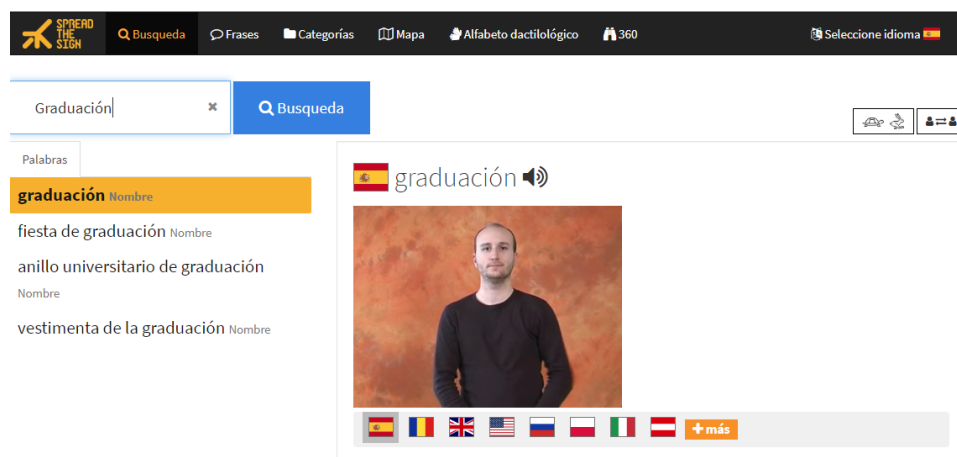 SPREAD
THE
SIGN
Busqueda
Frases
Categorías
Mapa
Alfabeto dactilológico
360
Seleccione idioma
Graduación
Busqueda
Palabras
graduación Nombre
fiesta de graduación Nombre
anillo universitario de graduación
Nombre
vestimenta de la graduación Nombre
graduación
más